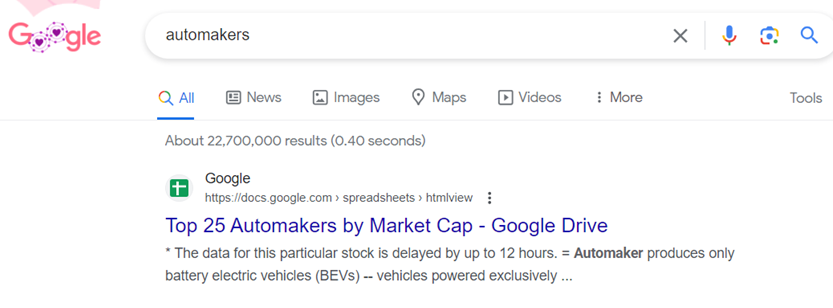 Google
automakers
All News Images Maps Videos More Tools
About 22,700,000 results (0.40 seconds)
Google
https://docs.google.com › spreadsheets › htmlview
Top 25 Automakers by Market Cap - Google Drive
* The data for this particular stock is delayed by up to 12 hours. = Automaker produces only
battery electric vehicles (BEVs) -- vehicles powered exclusively ...